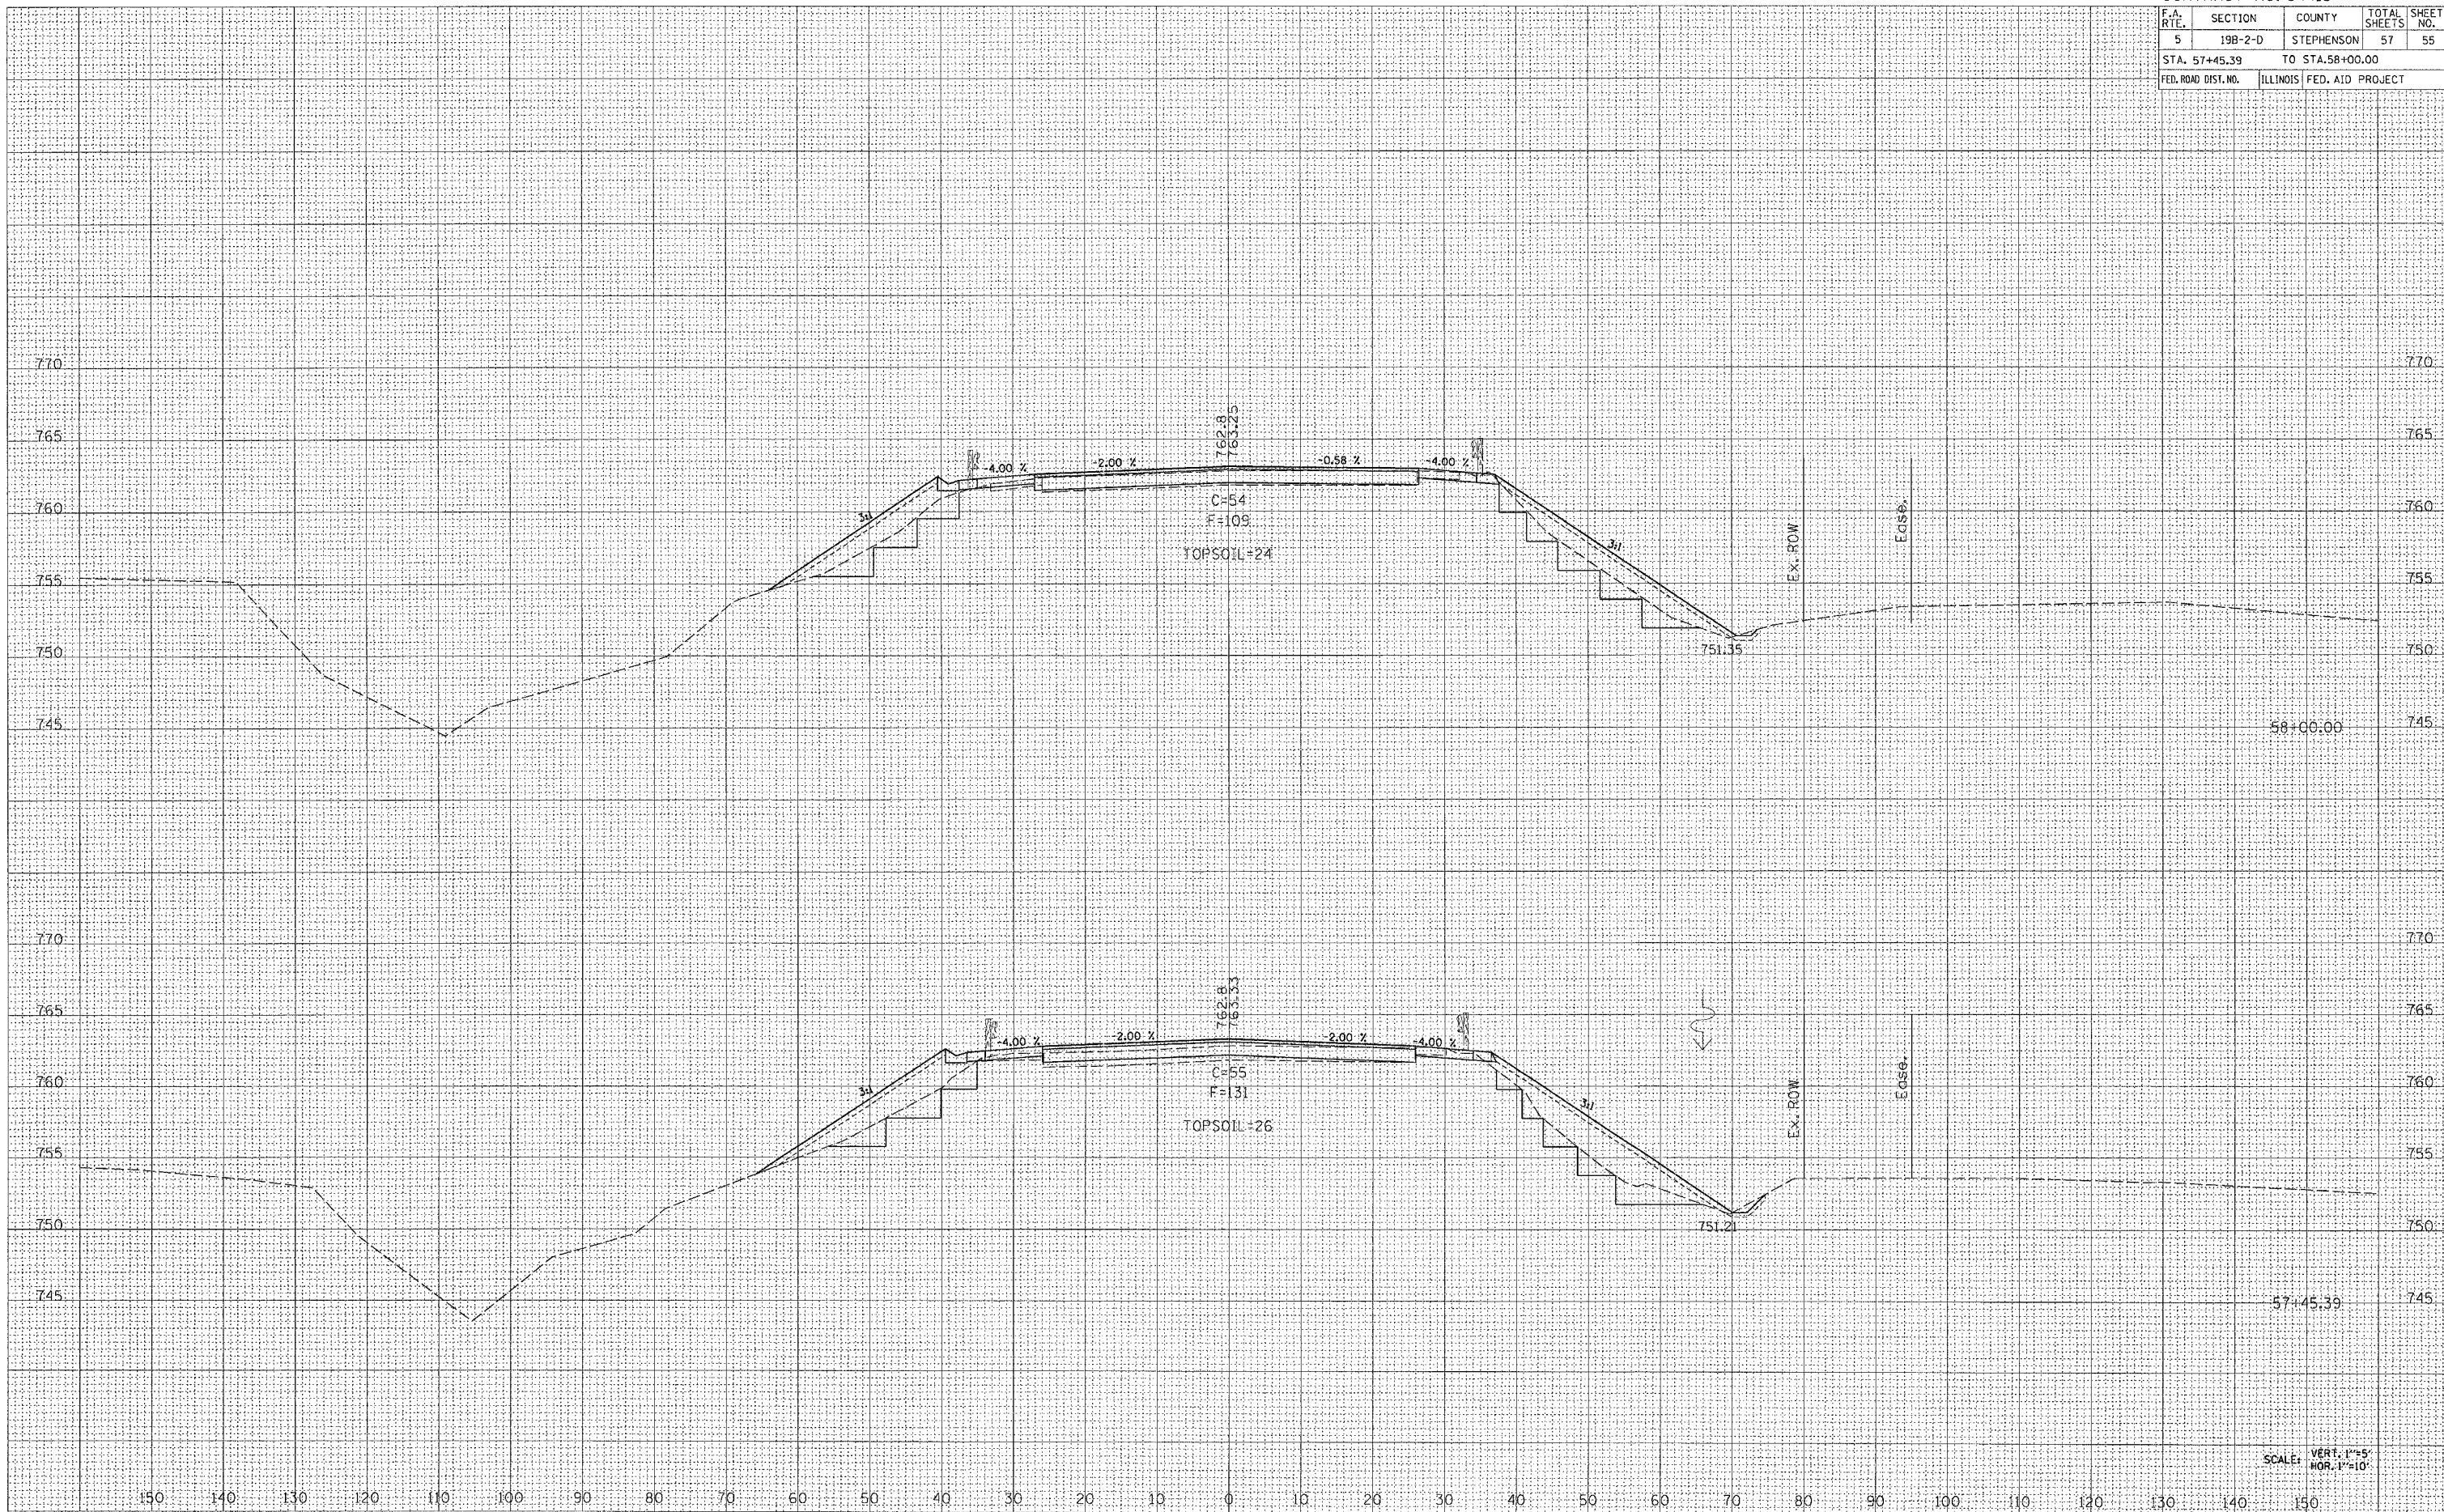 F.A. RTE. SECTION COUNTY TOTAL SHEETS SHEET NO.
5 19B-2-D STEPHENSON 57 55
STA. 57+45.39 TO STA.58+00.00
FED. ROAD DIST. NO. ILLINOIS FED. AID PROJECT
770 770
765 765
760 760
755 755
750 750
745 745
762.8
763.25
-4.00 % -2.00 % -0.58 % -4.00 %
3:1 3:1
C=54
F=109
TOPSOIL=24
Ex. ROW
Ease.
751.35
58+00.00
770 770
765 765
760 760
755 755
750 750
745 745
762.8
763.33
-4.00 % -2.00 % -2.00 % -4.00 %
3:1 3:1
C=55
F=131
TOPSOIL=26
Ex. ROW
Ease.
751.21
57+45.39
SCALE: VERT. 1"=5'
HOR. 1"=10'
150 140 130 120 110 100 90 80 70 60 50 40 30 20 10 0 10 20 30 40 50 60 70 80 90 100 110 120 130 140 150